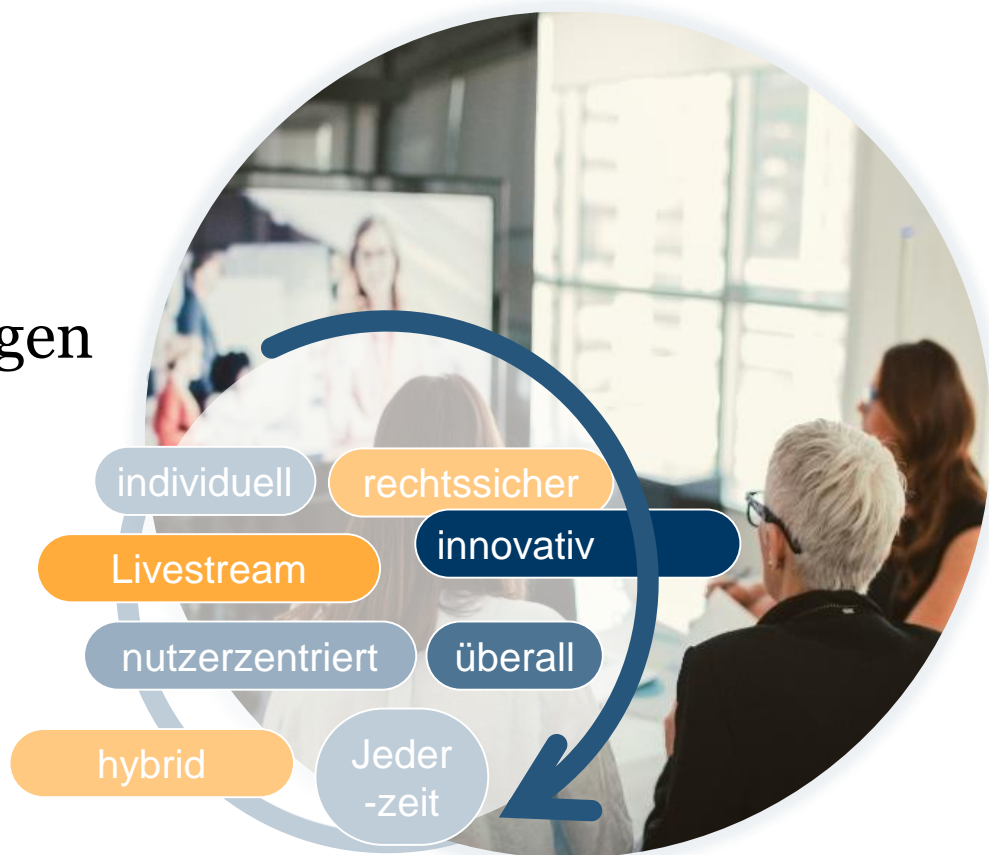 gen
individuell
rechtssicher
innovativ
Livestream
nutzerzentriert
überall
hybrid
Jeder
-zeit